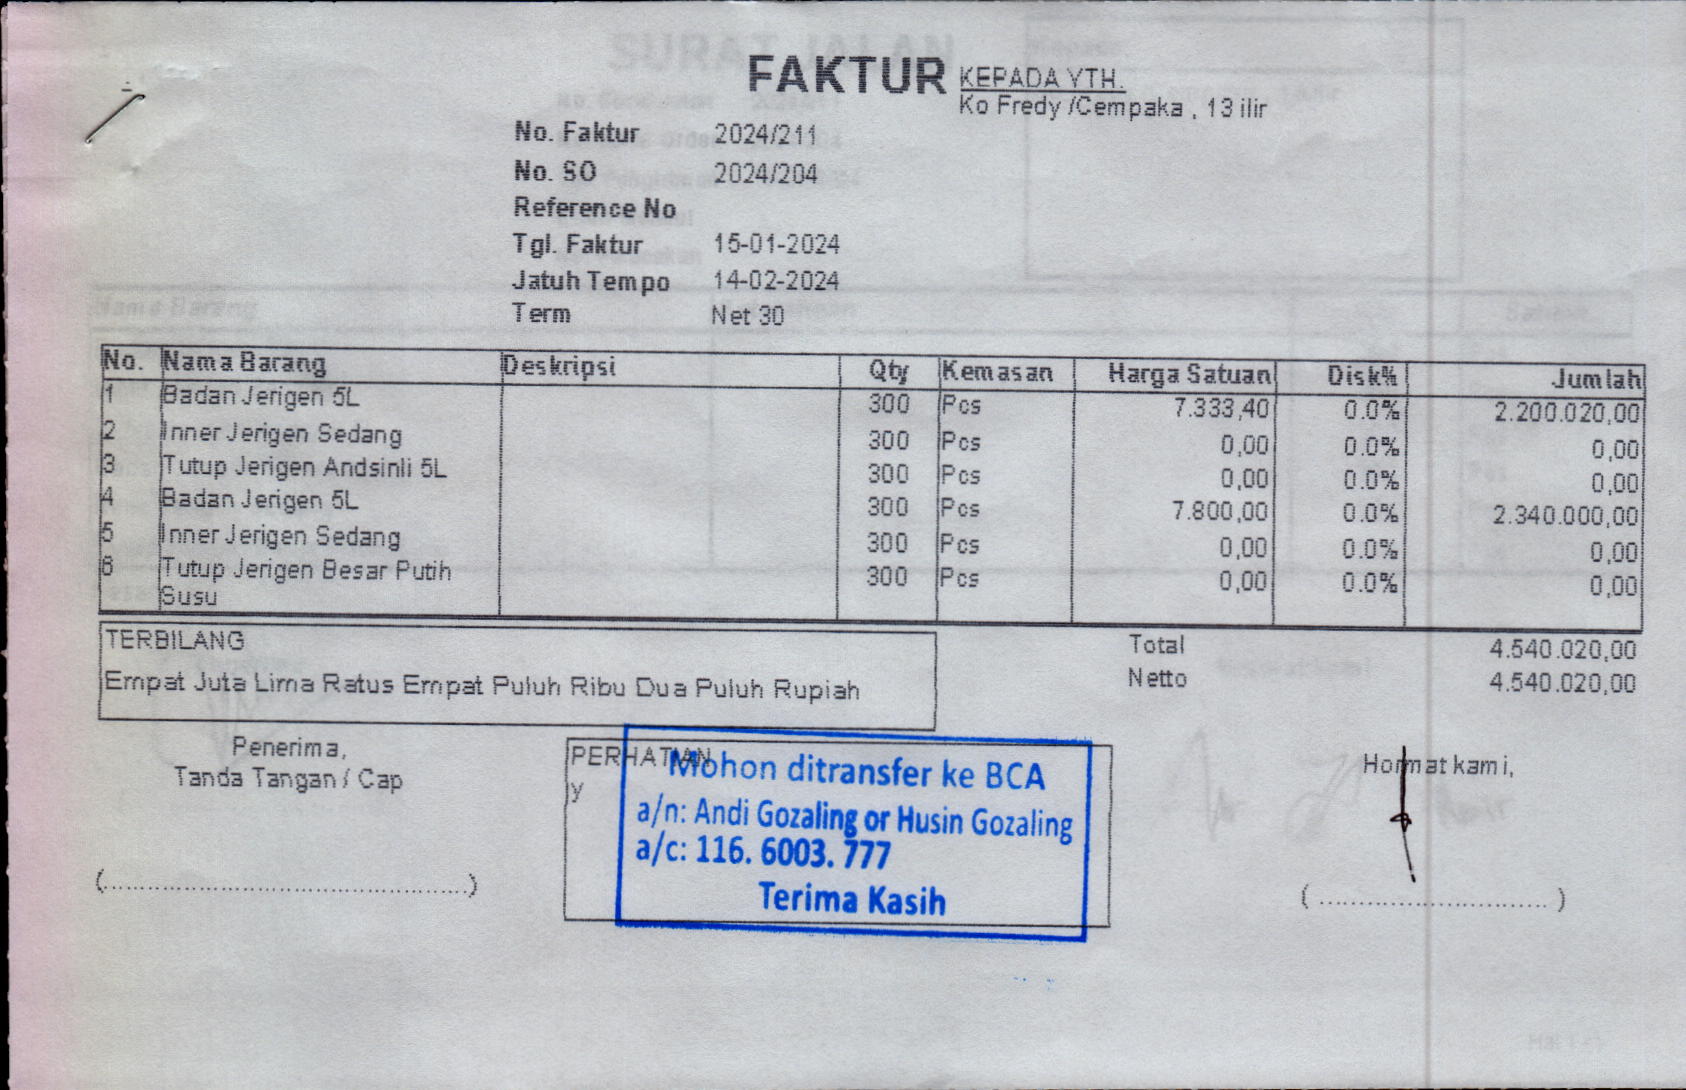 FAKTUR
KEPADA YTH.
Ko Fredy /Cempaka , 13 ilir
No. Faktur 2024/211
No. SO 2024/204
Reference No
Tgl. Faktur 15-01-2024
Jatuh Tempo 14-02-2024
Term Net 30
No. Nama Barang Deskripsi Qty Kemasan Harga Satuan Disk% Jumlah
1 Badan Jerigen 5L 300 Pcs 7.333,40 0.0% 2.200.020,00
2 Inner Jerigen Sedang 300 Pcs 0,00 0.0% 0,00
3 Tutup Jerigen Andsinli 5L 300 Pcs 0,00 0.0% 0,00
4 Badan Jerigen 5L 300 Pcs 7.800,00 0.0% 2.340.000,00
5 Inner Jerigen Sedang 300 Pcs 0,00 0.0% 0,00
6 Tutup Jerigen Besar Putih 300 Pcs 0,00 0.0% 0,00
Susu
TERBILANG
Empat Juta Lima Ratus Empat Puluh Ribu Dua Puluh Rupiah
Total 4.540.020,00
Netto 4.540.020,00
Penerima,
Tanda Tangan / Cap
(..........................................)
PERHATIAN
y
Mohon ditransfer ke BCA
a/n: Andi Gozaling or Husin Gozaling
a/c: 116. 6003. 777
Terima Kasih
Hormat kami,
( ............................ )